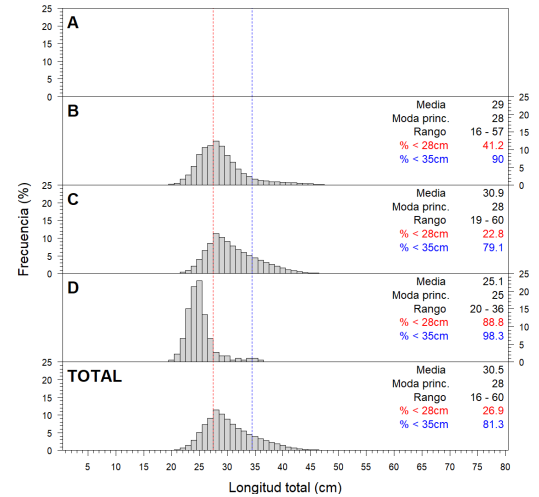 25
20
15
10
5
0
A
B
Media 29
Moda princ. 28
Rango 16 - 57
% < 28cm 41.2
% < 35cm 90
25
20
15
10
5
0
25
20
15
10
5
0
C
Media 30.9
Moda princ. 28
Rango 19 - 60
% < 28cm 22.8
% < 35cm 79.1
D
Media 25.1
Moda princ. 25
Rango 20 - 36
% < 28cm 88.8
% < 35cm 98.3
25
20
15
10
5
0
25
20
15
10
5
0
TOTAL
Media 30.5
Moda princ. 28
Rango 16 - 60
% < 28cm 26.9
% < 35cm 81.3
5 10 15 20 25 30 35 40 45 50 55 60 65 70 75 80
Longitud total (cm)
Frecuencia (%)